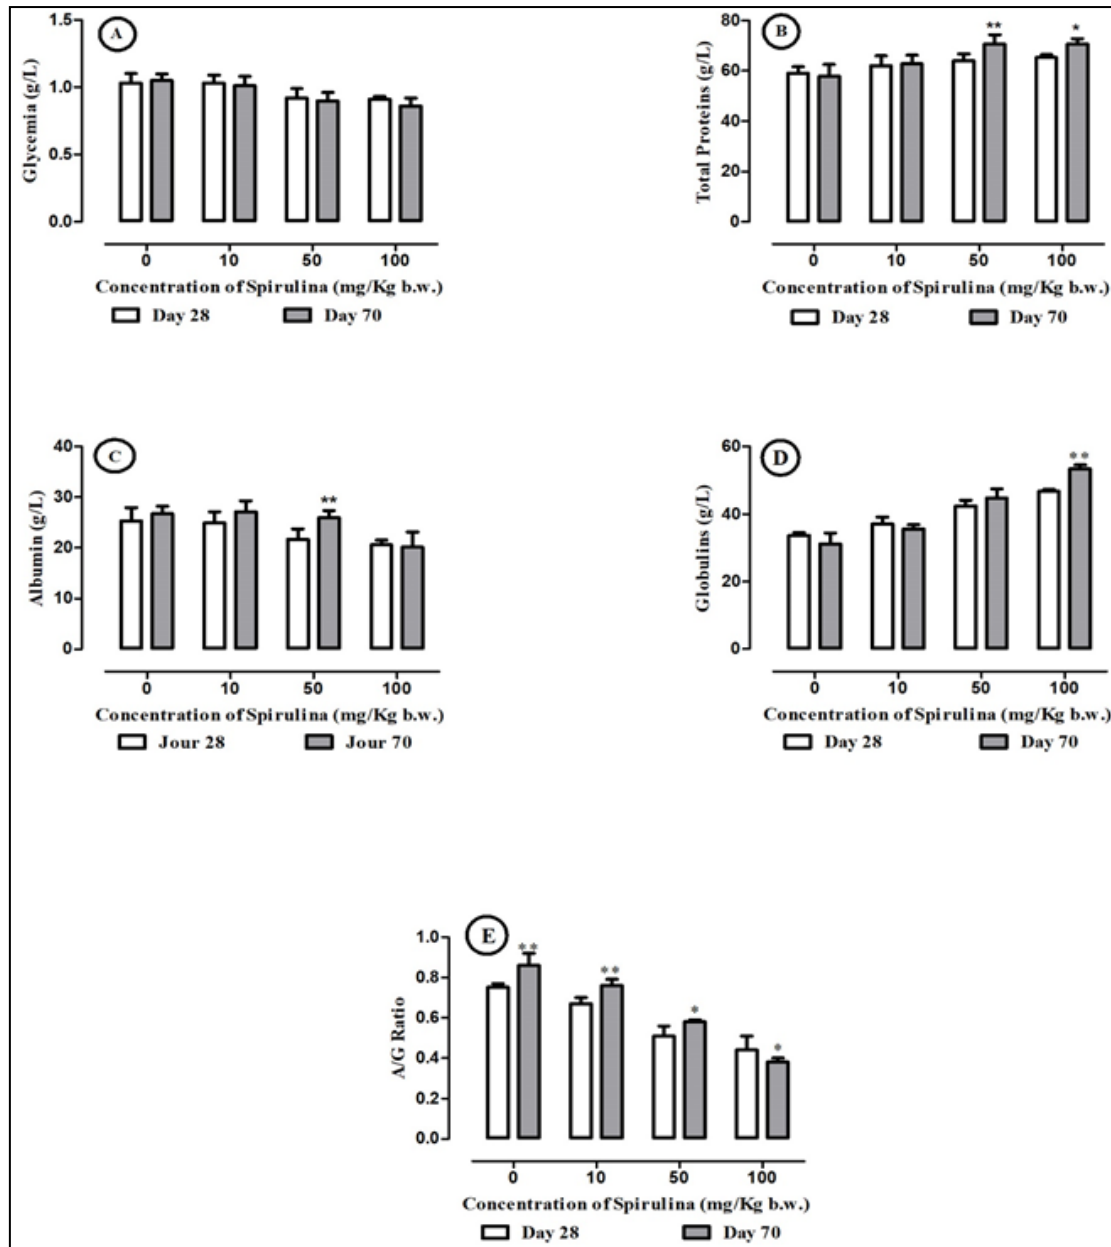 A
1.5
1.0
0.5
0.0
Glycemia (g/L)
0 10 50 100
Concentration of Spirulina (mg/Kg b.w.)
Day 28 Day 70
B
** *
80
60
40
20
0
Total Proteins (g/L)
0 10 50 100
Concentration of Spirulina (mg/Kg b.w.)
Day 28 Day 70
C
**
40
30
20
10
0
Albumin (g/L)
0 10 50 100
Concentration of Spirulina (mg/Kg b.w.)
Jour 28 Jour 70
D
**
60
40
20
0
Globulins (g/L)
0 10 50 100
Concentration of Spirulina (mg/Kg b.w.)
Day 28 Day 70
E
** ** * *
1.0
0.8
0.6
0.4
0.2
0.0
A/G Ratio
0 10 50 100
Concentration of Spirulina (mg/Kg b.w.)
Day 28 Day 70